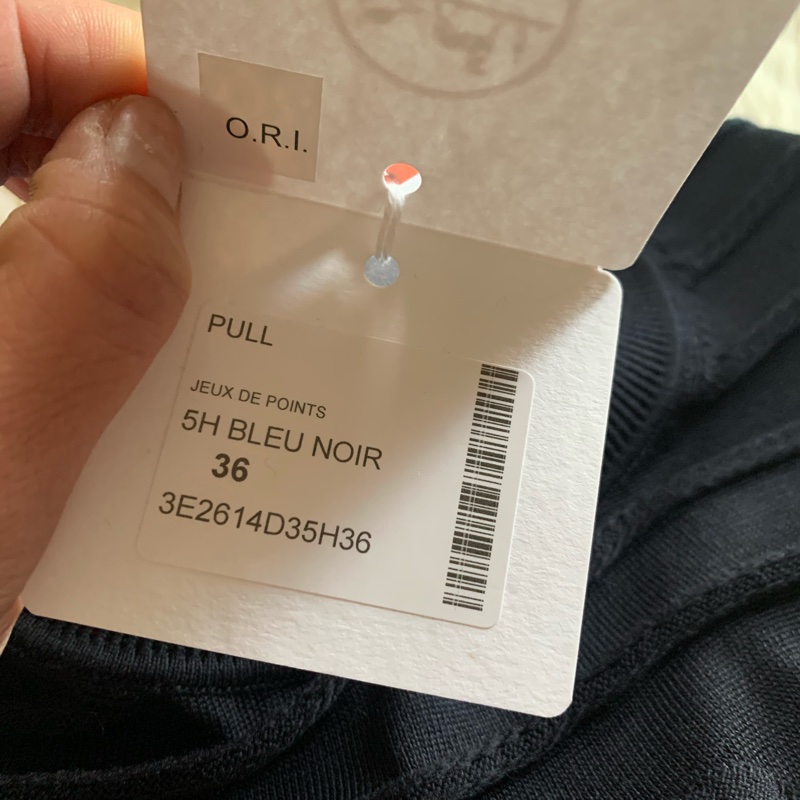 O.R.I.
PULL
JEUX DE POINTS
5H BLEU NOIR
36
3E2614D35H36